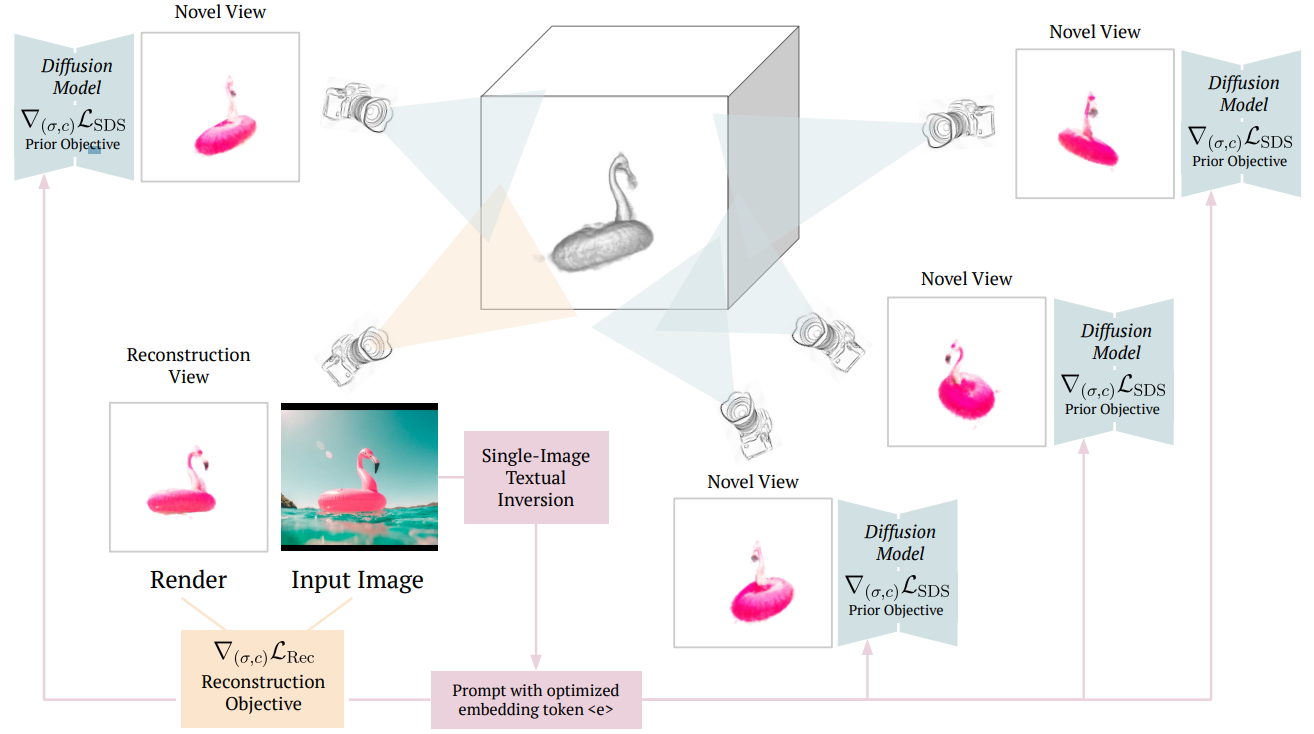 Novel View
Diffusion
Model
∇(σ,c)ℒSDS
Prior Objective
Novel View
Diffusion
Model
∇(σ,c)ℒSDS
Prior Objective
Novel View
Diffusion
Model
∇(σ,c)ℒSDS
Prior Objective
Reconstruction
View
Render
Input Image
Single-Image
Textual
Inversion
Novel View
Diffusion
Model
∇(σ,c)ℒSDS
Prior Objective
∇(σ,c)ℒRec
Reconstruction
Objective
Prompt with optimized
embedding token <e>